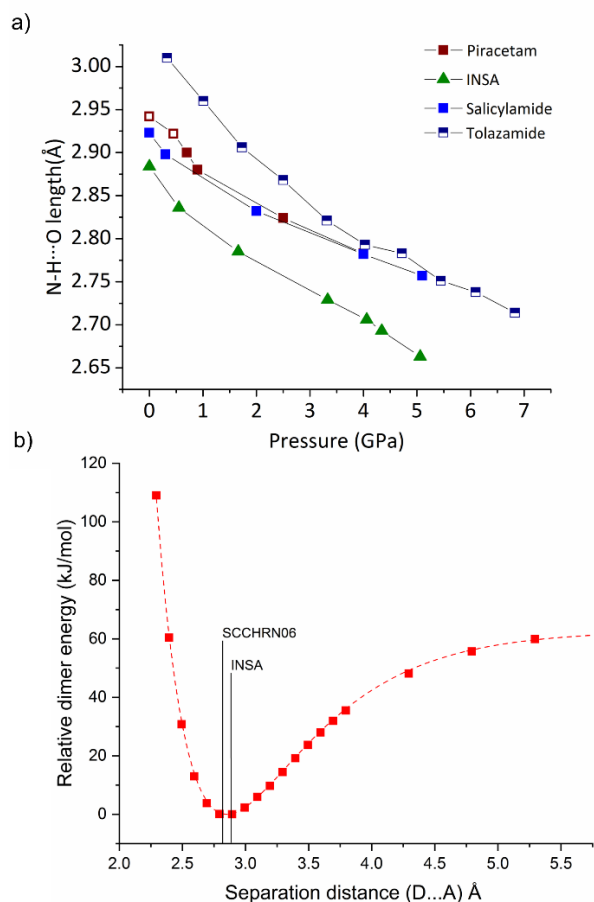 a)
N-H···O length(Å)
3.00
2.95
2.90
2.85
2.80
2.75
2.70
2.65
Piracetam
INSA
Salicylamide
Tolazamide
0 1 2 3 4 5 6 7
Pressure (GPa)
b)
Relative dimer energy (kJ/mol)
120
100
80
60
40
20
0
SCCHRN06
INSA
2.0 2.5 3.0 3.5 4.0 4.5 5.0 5.5
Separation distance (D...A) Å